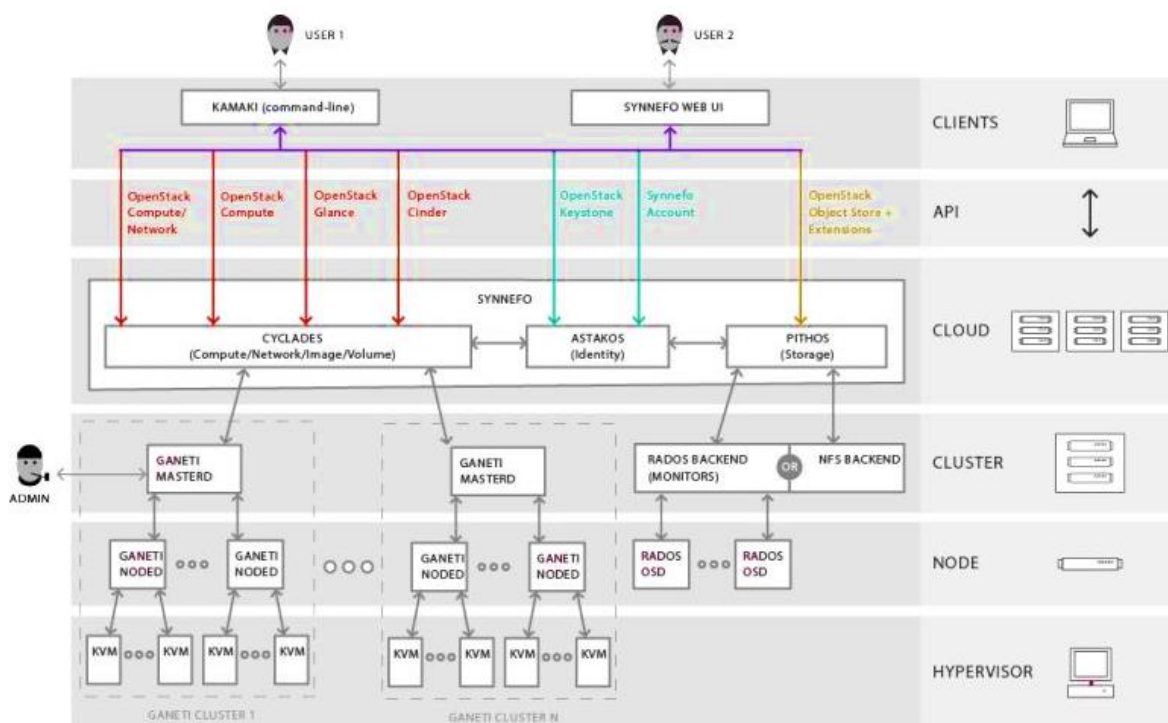 USER 1
USER 2
KAMAKI (command-line)
SYNNEFO WEB UI
CLIENTS
OpenStack
Compute/
Network
OpenStack
Compute
OpenStack
Glance
OpenStack
Cinder
OpenStack
Keystone
Synnefo
Account
OpenStack
Object Store +
Extensions
API
SYNNEFO
CYCLADES
(Compute/Network/Image/Volume)
ASTAKOS
(Identity)
PITHOS
(Storage)
CLOUD
ADMIN
GANETI
MASTERD
GANETI
MASTERD
RADOS BACKEND
(MONITORS)
OR
NFS BACKEND
CLUSTER
GANETI
NODED
GANETI
NODED
GANETI
NODED
GANETI
NODED
RADOS
OSD
RADOS
OSD
NODE
KVM
KVM
KVM
KVM
KVM
KVM
KVM
KVM
HYPERVISOR
GANETI CLUSTER 1
GANETI CLUSTER N